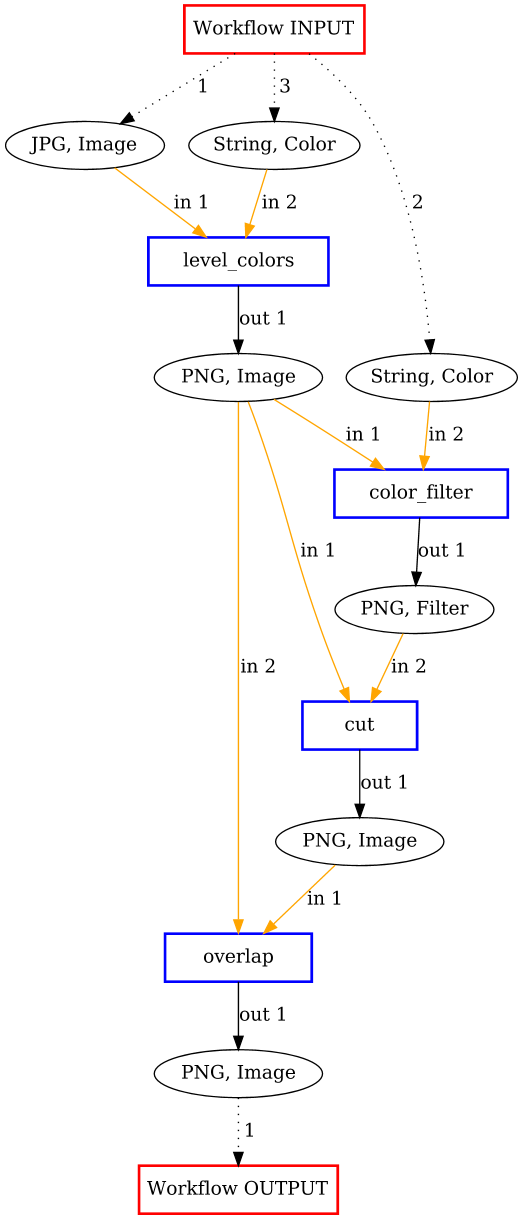 Workflow INPUT
1
3
JPG, Image
String, Color
in 1
in 2
2
level_colors
out 1
PNG, Image
String, Color
in 1
in 2
color_filter
in 1
out 1
PNG, Filter
in 2
in 2
cut
out 1
PNG, Image
in 1
overlap
out 1
PNG, Image
1
Workflow OUTPUT